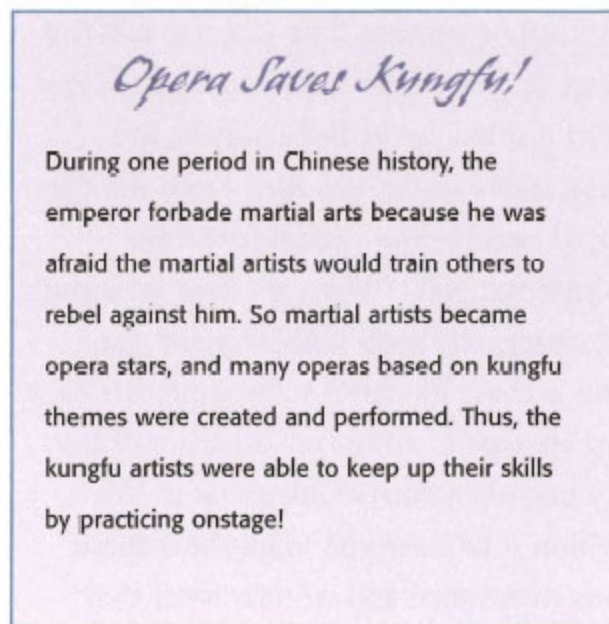 Opera Saves Kungfu!
During one period in Chinese history, the
emperor forbade martial arts because he was
afraid the martial artists would train others to
rebel against him. So martial artists became
opera stars, and many operas based on kungfu
themes were created and performed. Thus, the
kungfu artists were able to keep up their skills
by practicing onstage!